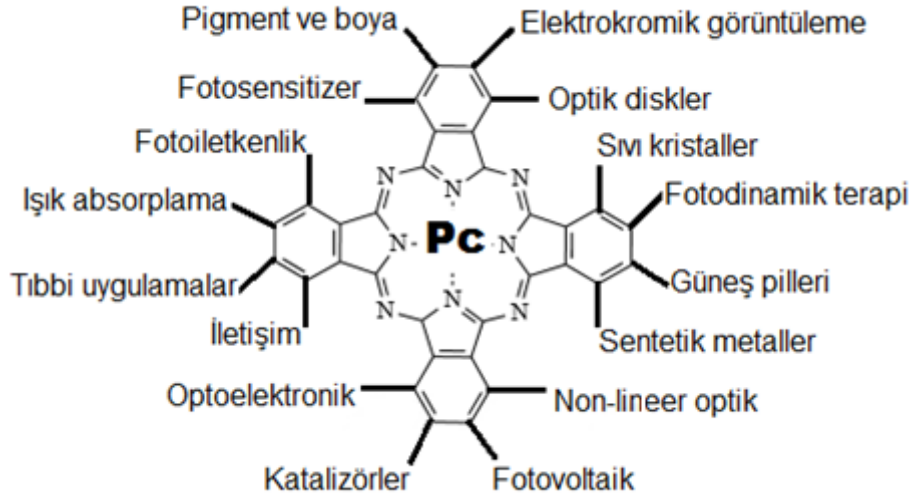 Pigment ve boya
Elektrokromik görüntüleme
Fotosensitizer
Optik diskler
Fotoiletkenlik
Sıvı kristaller
Işık absorplama
Fotodinamik terapi
N
N
N
N
Pc
N
Tıbbi uygulamalar
Güneş pilleri
N
N
N
İletişim
Sentetik metaller
Optoelektronik
Non-lineer optik
Katalizörler
Fotovoltaik